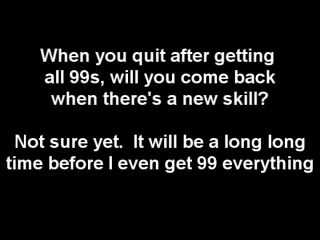 When you quit after getting
all 99s, will you come back
when there's a new skill?
Not sure yet.  It will be a long long
time before I even get 99 everything